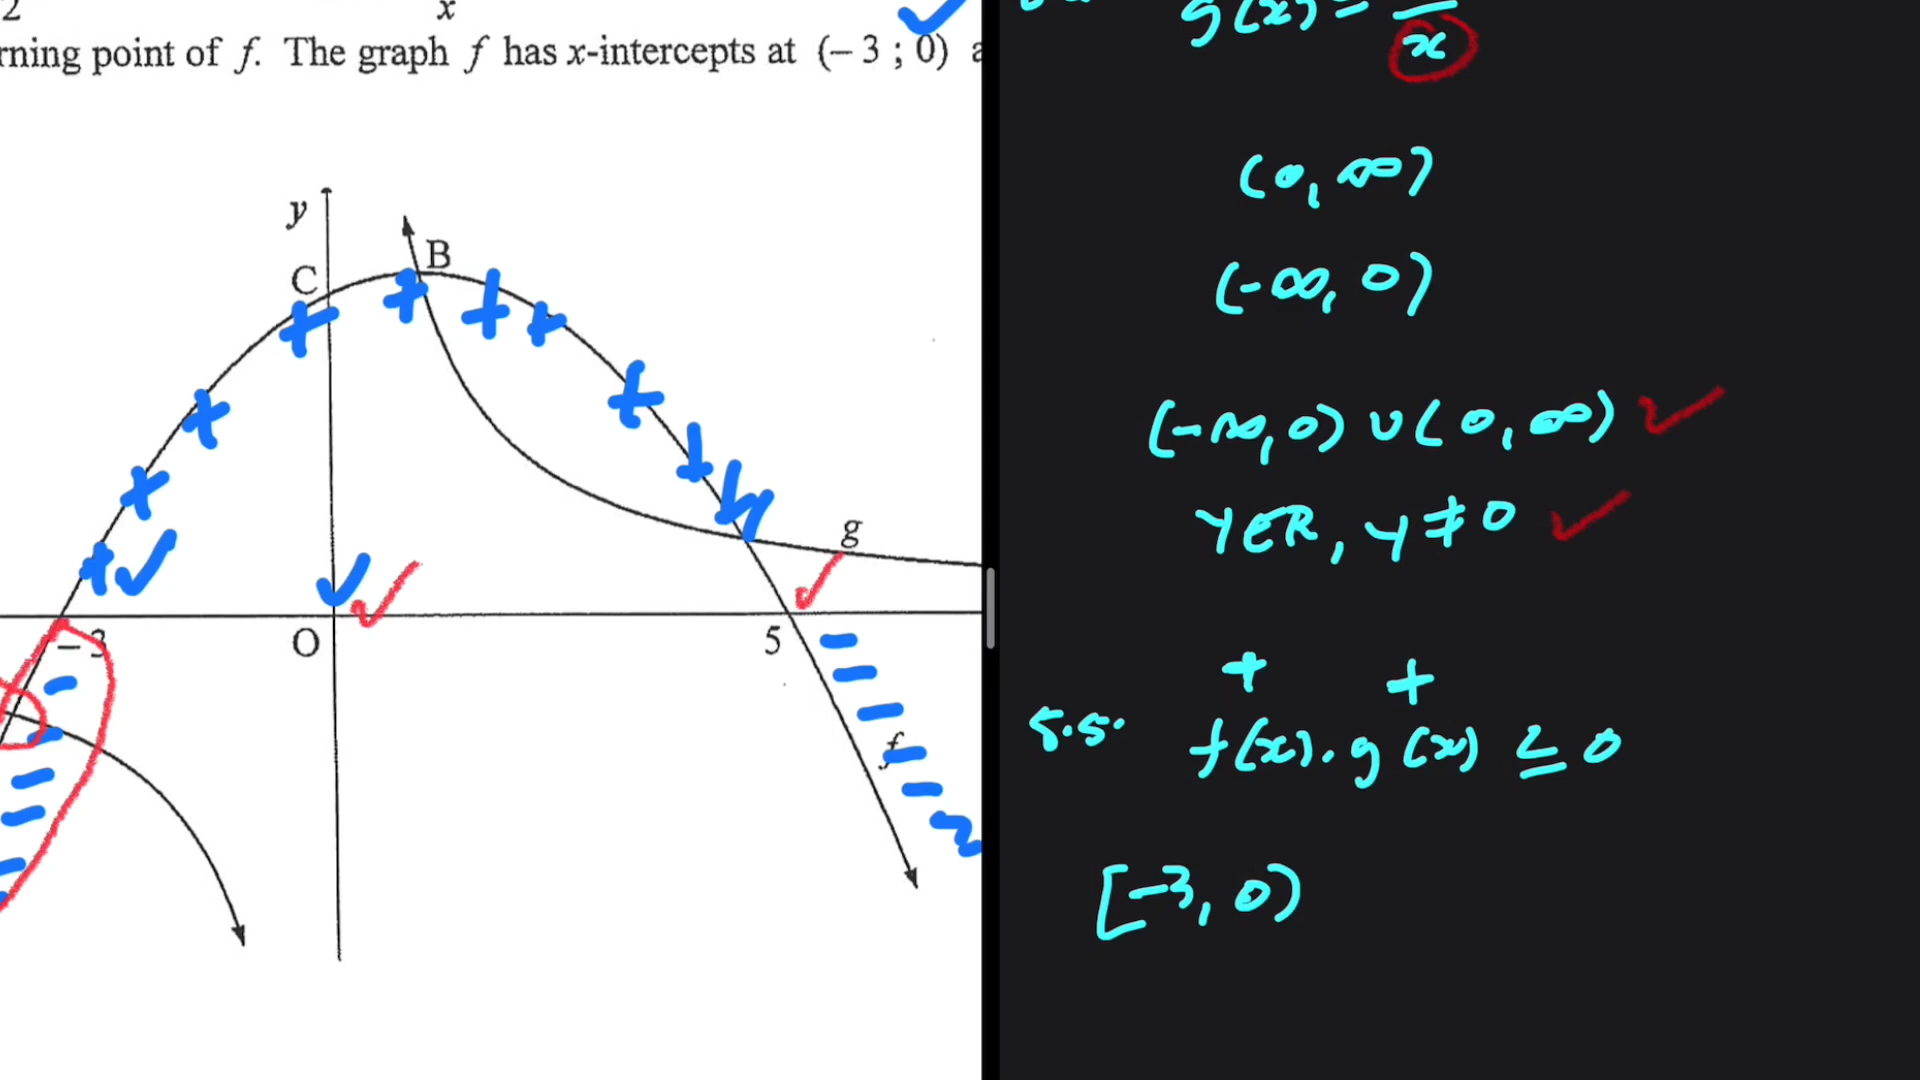 2
x
rning point of f. The graph f has x-intercepts at (– 3 ; 0)
y
C
B
g
– 3
O
5
f
g(x) =
x
(0, ∞)
(-∞, 0)
(-∞, 0) ∪ (0, ∞)
y ∈ R, y ≠ 0
+ +
5.5. f(x). g(x) ≤ 0
[-3, 0)